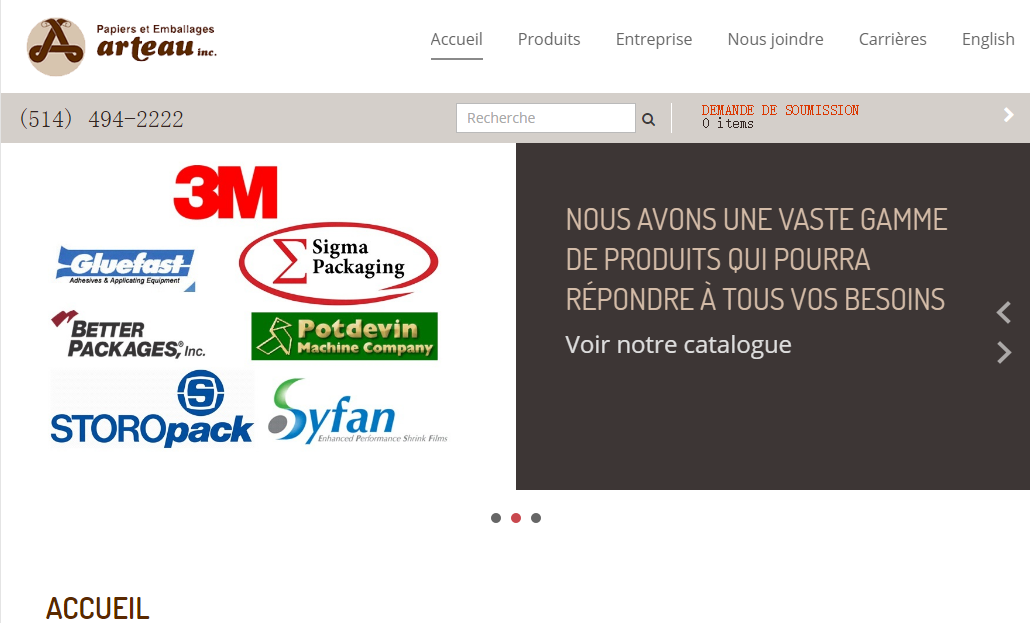 Papiers et Emballages
arteau inc.
Accueil Produits Entreprise Nous joindre Carrières English
(514) 494-2222
Recherche
DEMANDE DE SOUMISSION
0 items
3M
Gluefast
Adhesives & Applicating Equipment
Sigma
Packaging
BETTER
PACKAGES, Inc.
Potdevin
Machine Company
STOROpack
Syfan
Enhanced Performance Shrink Films
NOUS AVONS UNE VASTE GAMME
DE PRODUITS QUI POURRA
RÉPONDRE À TOUS VOS BESOINS
Voir notre catalogue
ACCUEIL